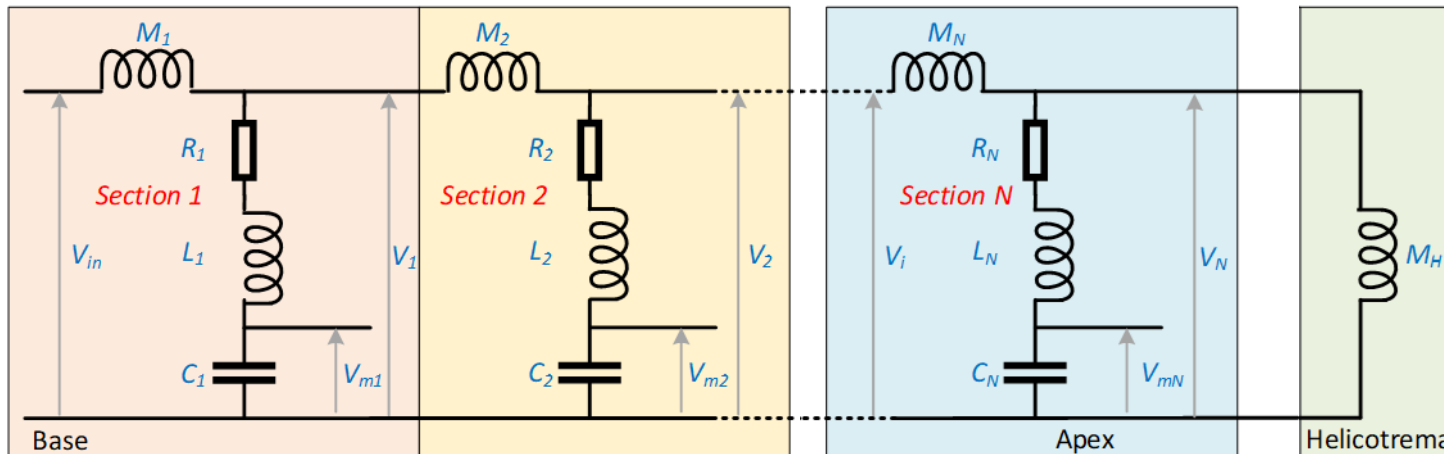 M1 M2 MN
R1 R2 RN
Section 1 Section 2 Section N
Vin L1 V1 L2 V2 Vi LN VN MH
C1 Vm1 C2 Vm2 CN VmN
Base Apex Helicotrema